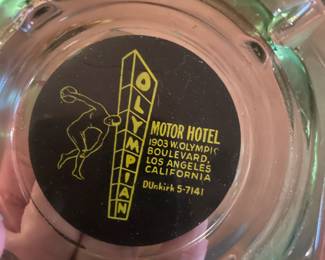 OLYMPIAN
MOTOR HOTEL
1903 W. OLYMPIC
BOULEVARD,
LOS ANGELES
CALIFORNIA
DUnkirk 5-7141